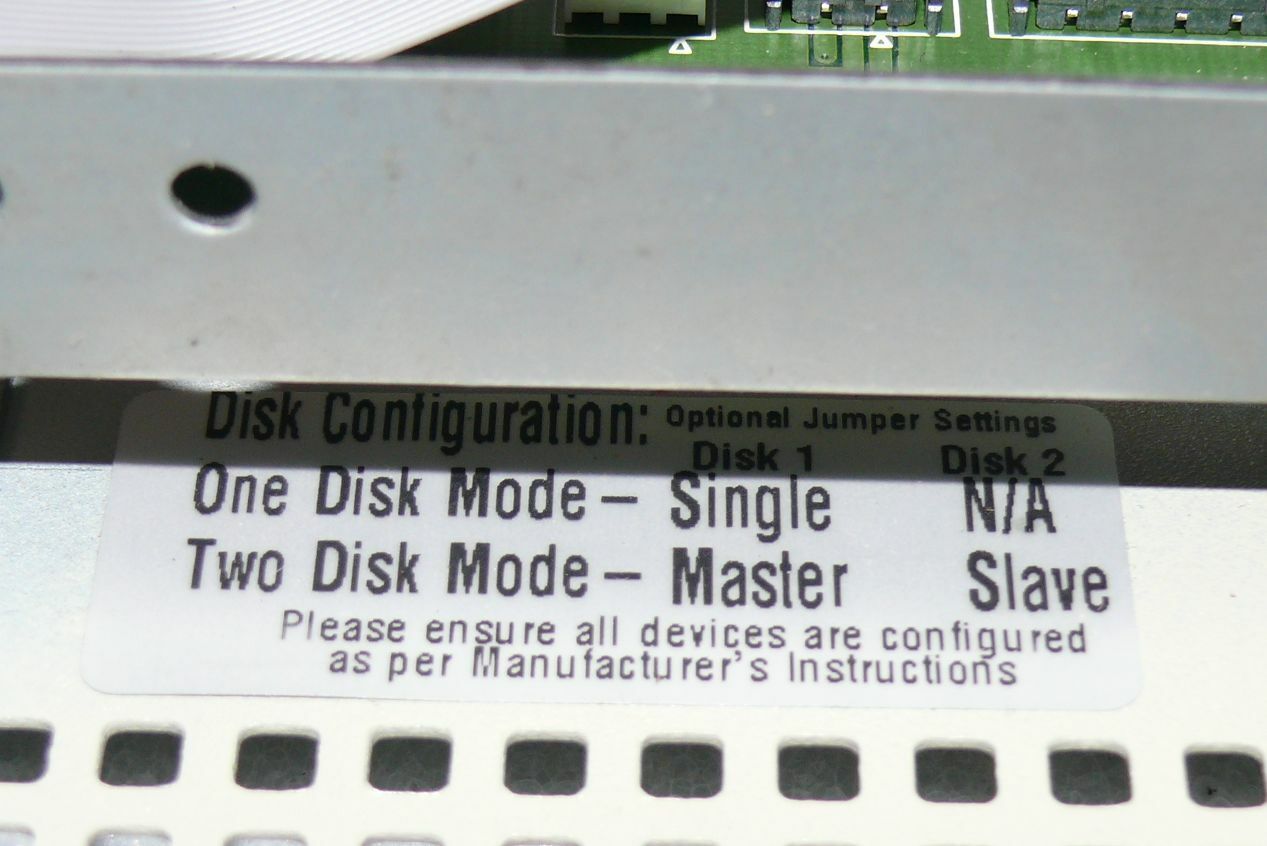 Disk Configuration: Optional Jumper Settings
Disk 1 Disk 2
One Disk Mode – Single N/A
Two Disk Mode – Master Slave
Please ensure all devices are configured
as per Manufacturer's Instructions